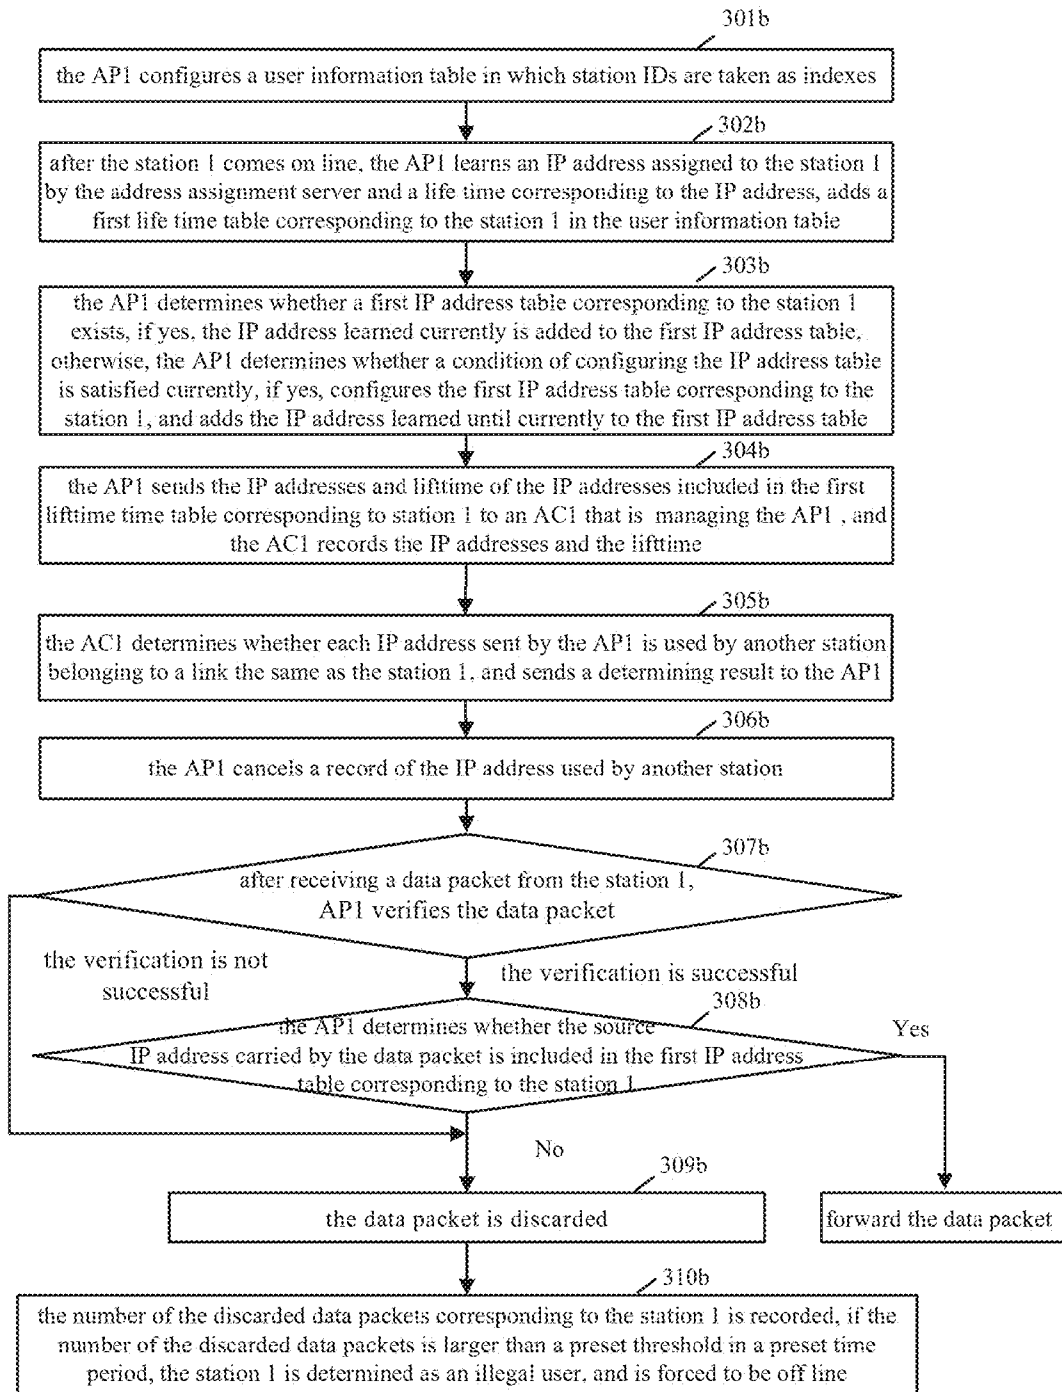 301b
the AP1 configures a user information table in which station IDs are taken as indexes
302b
after the station 1 comes on line, the AP1 learns an IP address assigned to the station 1
by the address assignment server and a life time corresponding to the IP address, adds a
first life time table corresponding to the station 1 in the user information table
303b
the AP1 determines whether a first IP address table corresponding to the station 1
exists, if yes, the IP address learned currently is added to the first IP address table,
otherwise, the AP1 determines whether a condition of configuring the IP address table
is satisfied currently, if yes, configures the first IP address table corresponding to the
station 1, and adds the IP address learned until currently to the first IP address table
304b
the AP1 sends the IP addresses and lifttime of the IP addresses included in the first
lifttime time table corresponding to station 1 to an AC1 that is managing the AP1 , and
the AC1 records the IP addresses and the lifttime
305b
the AC1 determines whether each IP address sent by the AP1 is used by another station
belonging to a link the same as the station 1, and sends a determining result to the AP1
306b
the AP1 cancels a record of the IP address used by another station
307b
after receiving a data packet from the station 1,
AP1 verifies the data packet
the verification is not
successful
the verification is successful
308b
the AP1 determines whether the source
IP address carried by the data packet is included in the first IP address
table corresponding to the station 1
Yes
No
309b
the data packet is discarded
forward the data packet
310b
the number of the discarded data packets corresponding to the station 1 is recorded, if the
number of the discarded data packets is larger than a preset threshold in a preset time
period, the station 1 is determined as an illegal user, and is forced to be off line